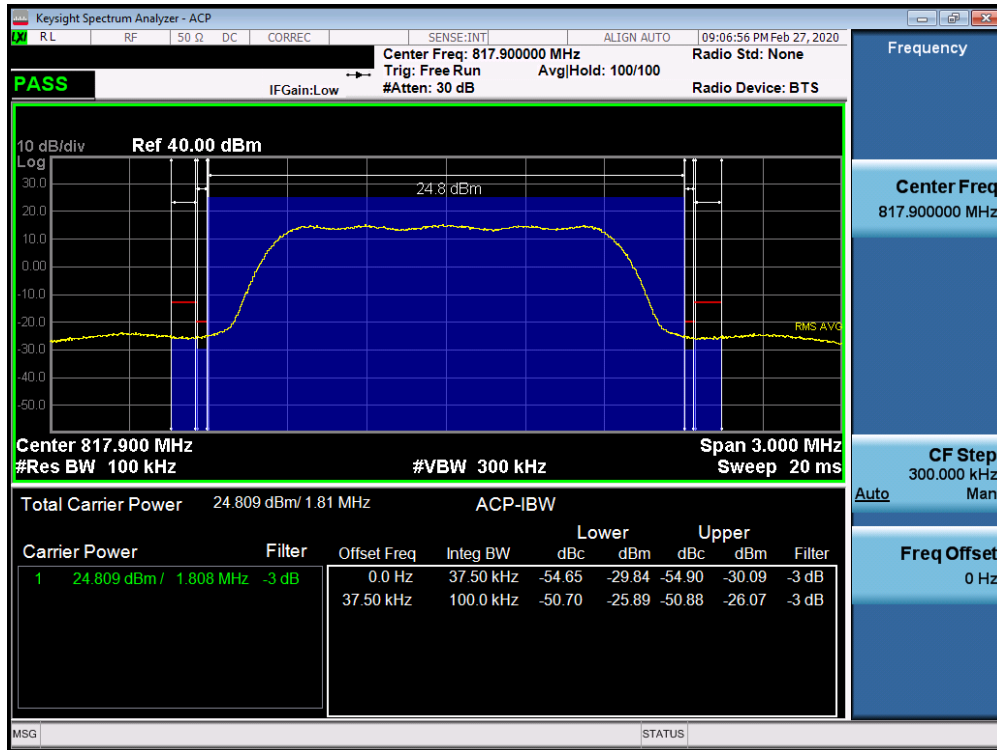 Keysight Spectrum Analyzer - ACP
LXI RL RF 50 Ω DC CORREC SENSE:INT ALIGN AUTO 09:06:56 PM Feb 27, 2020
Center Freq: 817.900000 MHz Radio Std: None
Trig: Free Run Avg|Hold: 100/100
PASS IFGain:Low #Atten: 30 dB Radio Device: BTS
10 dB/div Ref 40.00 dBm
Log
30.0
24.8 dBm
20.0
10.0
0.00
-10.0
-20.0
RMS AVG
-30.0
-40.0
-50.0
Center 817.900 MHz Span 3.000 MHz
#Res BW 100 kHz #VBW 300 kHz Sweep 20 ms
Total Carrier Power 24.809 dBm/ 1.81 MHz ACP-IBW
Lower Upper
Carrier Power Filter Offset Freq Integ BW dBc dBm dBc dBm Filter
1 24.809 dBm / 1.808 MHz -3 dB 0.0 Hz 37.50 kHz -54.65 -29.84 -54.90 -30.09 -3 dB
37.50 kHz 100.0 kHz -50.70 -25.89 -50.88 -26.07 -3 dB
MSG STATUS
Frequency
Center Freq
817.900000 MHz
CF Step
300.000 kHz
Auto Man
Freq Offset
0 Hz